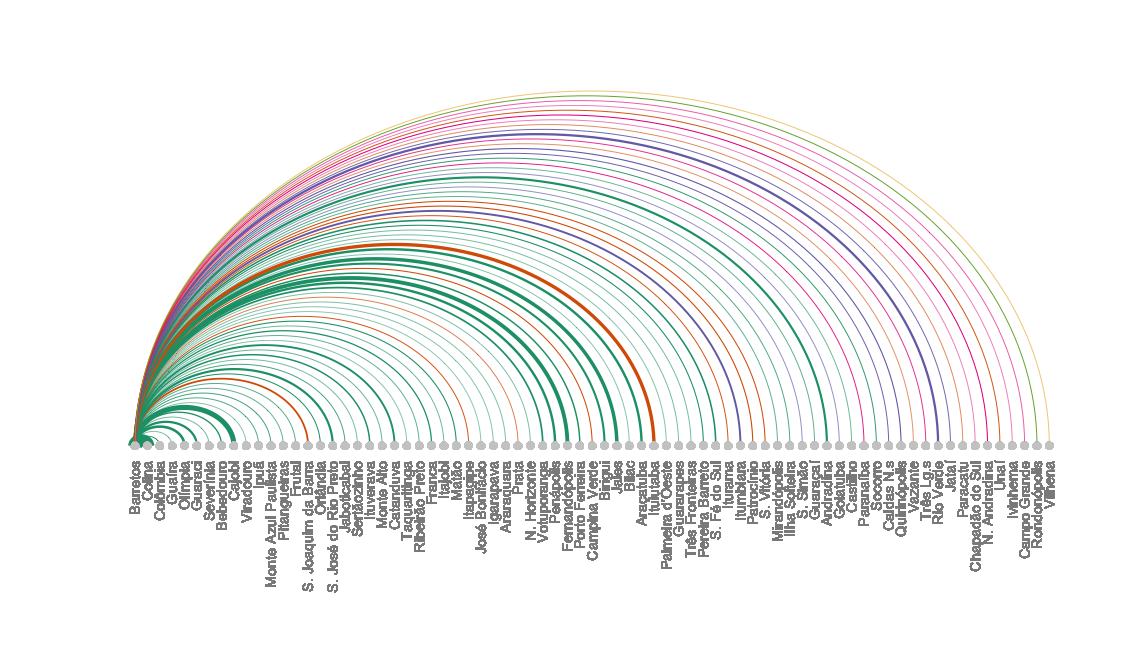 Barretos
Colina
Colômbia
Guaíra
Olímpia
Guaraci
Severínia
Bebedouro
Cajobi
Viradouro
Ipuã
Monte Azul Paulista
Pitangueiras
Frutal
S. Joaquim da Barra
Orlândia
S. José do Rio Preto
Jaboticabal
Sertãozinho
Ituverava
Monte Alto
Catanduva
Taquaritinga
Ribeirão Preto
Franca
Itajobi
Matão
Itapagipe
José Bonifácio
Igarapava
Araraquara
Prata
N. Horizonte
Votuporanga
Penápolis
Fernandópolis
Porto Ferreira
Campina Verde
Birigui
Jales
Bilac
Araçatuba
Ituiutaba
Palmeira d'Oeste
Guararapes
Três Fronteiras
Pereira Barreto
S. Fé do Sul
Iturama
Itumbiara
Patrocínio
S. Vitória
Mirandópolis
Ilha Solteira
S. Simão
Guaraçaí
Andradina
Goiatuba
Castilho
Paranaíba
Socorro
Caldas N.s
Quirinópolis
Vazante
Três Lg.s
Rio Verde
Jataí
Paracatu
Chapadão do Sul
N. Andradina
Unaí
Ivinhema
Campo Grande
Rondonópolis
Vilhena